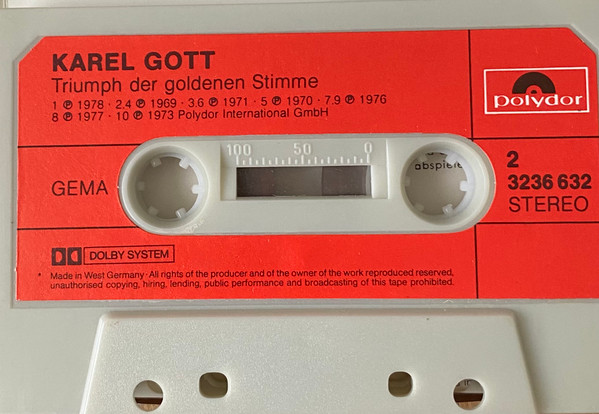 KAREL GOTT
Triumph der goldenen Stimme
1 ℗ 1978 · 2.4 ℗ 1969 · 3.6 ℗ 1971 · 5 ℗ 1970 · 7.9 ℗ 1976
8 ℗ 1977 · 10 ℗ 1973 Polydor International GmbH
polydor
100 50 0
abspiele
GEMA
2
3236 632
STEREO
DOLBY SYSTEM
* Made in West Germany · All rights of the producer and of the owner of the work reproduced reserved,
unauthorised copying, hiring, lending, public performance and broadcasting of this tape prohibited.